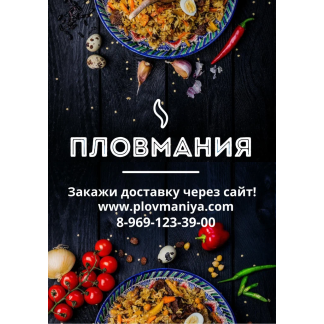 ПЛОВМАНИЯ
Закажи доставку через сайт!
www.plovmaniya.com
8-969-123-39-00